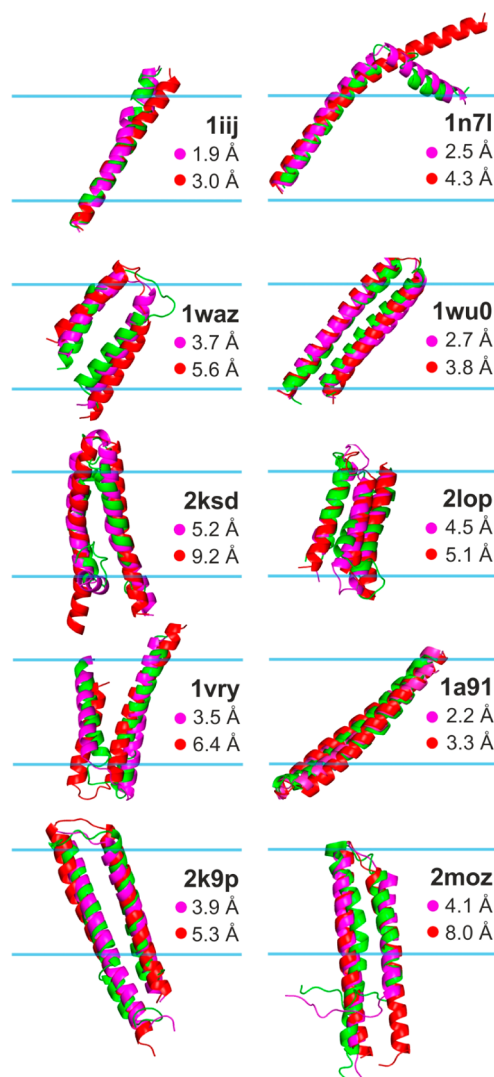 1iij
1.9 Å
3.0 Å
1n7l
2.5 Å
4.3 Å
1waz
3.7 Å
5.6 Å
1wu0
2.7 Å
3.8 Å
2ksd
5.2 Å
9.2 Å
2lop
4.5 Å
5.1 Å
1vry
3.5 Å
6.4 Å
1a91
2.2 Å
3.3 Å
2k9p
3.9 Å
5.3 Å
2moz
4.1 Å
8.0 Å